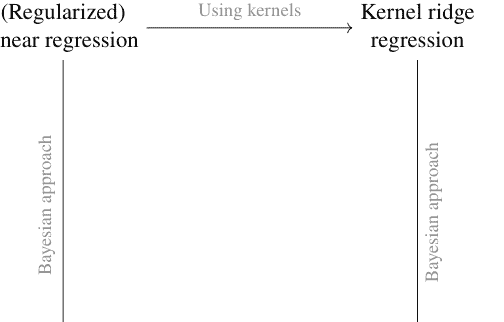 (Regularized)
near regression
Using kernels
Kernel ridge
regression
Bayesian approach
Bayesian approach